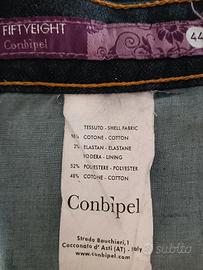 FIFTYEIGHT
Conbipel
44
TESSUTO - SHELL FABRIC
98% COTONE - COTTON
2% ELASTAN - ELASTANE
FODERA - LINING
52% POLIESTERE - POLYESTER
48% COTONE - COTTON
Conbipel
Strada Bauchieri, 1
Cocconato d'Asti (AT) - Italy
www.conbipel.com
subito